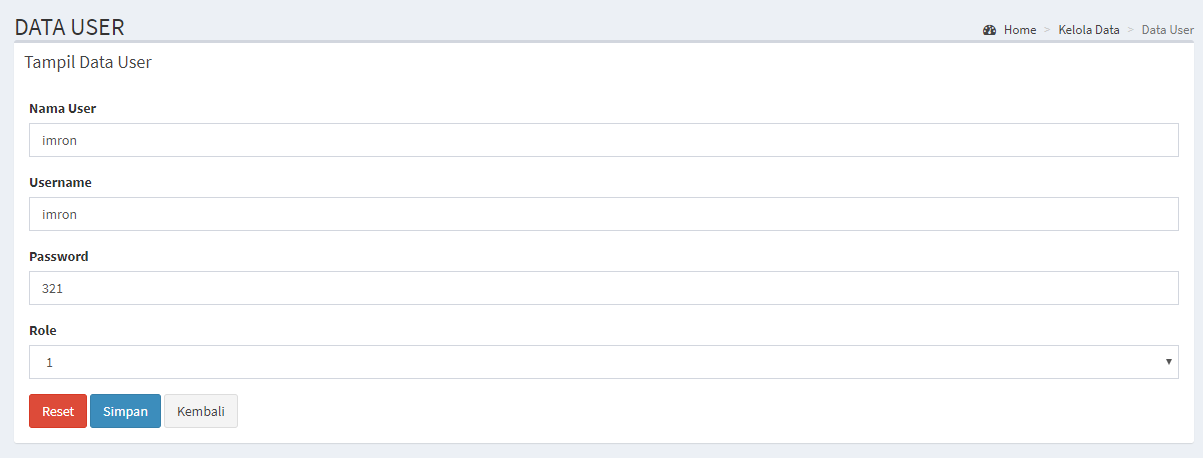 DATA USER
Home > Kelola Data > Data User
Tampil Data User
Nama User
imron
Username
imron
Password
321
Role
1
Reset Simpan Kembali